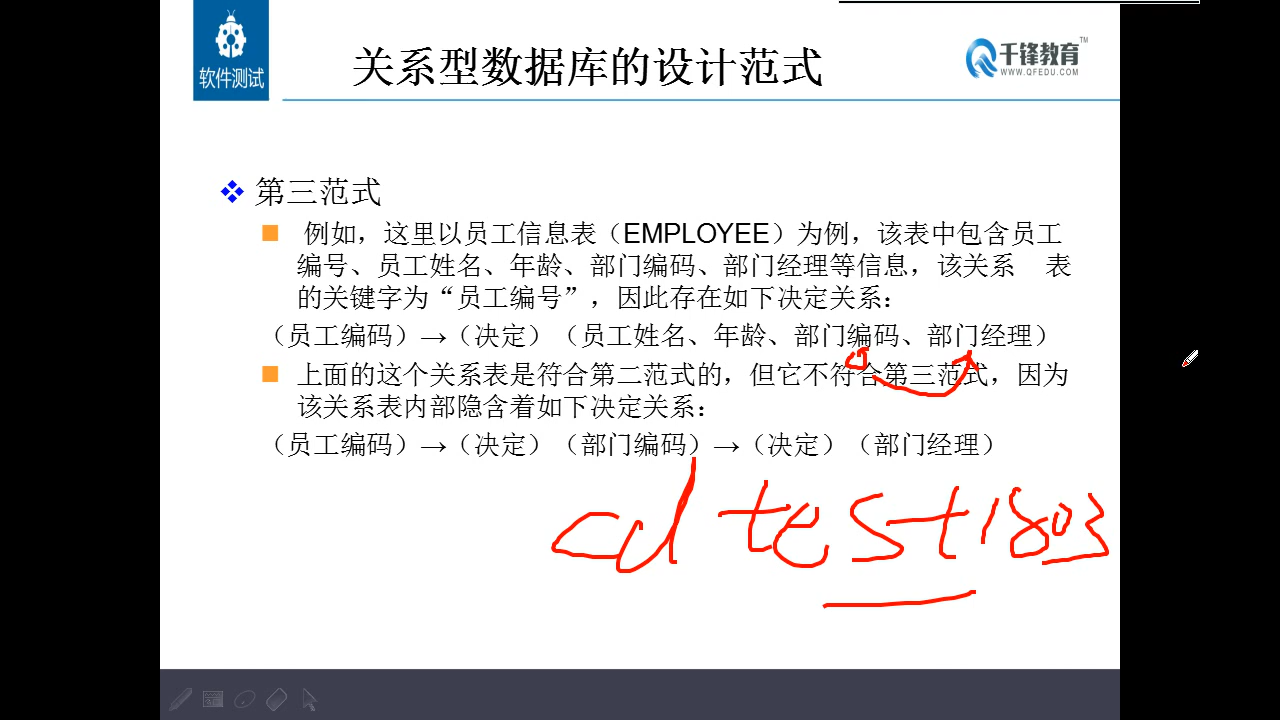 软件测试
关系型数据库的设计范式
千锋教育 TM
WWW.QFEDU.COM
第三范式
例如，这里以员工信息表（EMPLOYEE）为例，该表中包含员工
编号、员工姓名、年龄、部门编码、部门经理等信息，该关系 表
的关键字为“员工编号”，因此存在如下决定关系：
（员工编码）→（决定）（员工姓名、年龄、部门编码、部门经理）
上面的这个关系表是符合第二范式的，但它不符合第三范式，因为
该关系表内部隐含着如下决定关系：
（员工编码）→（决定）（部门编码）→（决定）（部门经理）
cd test1803